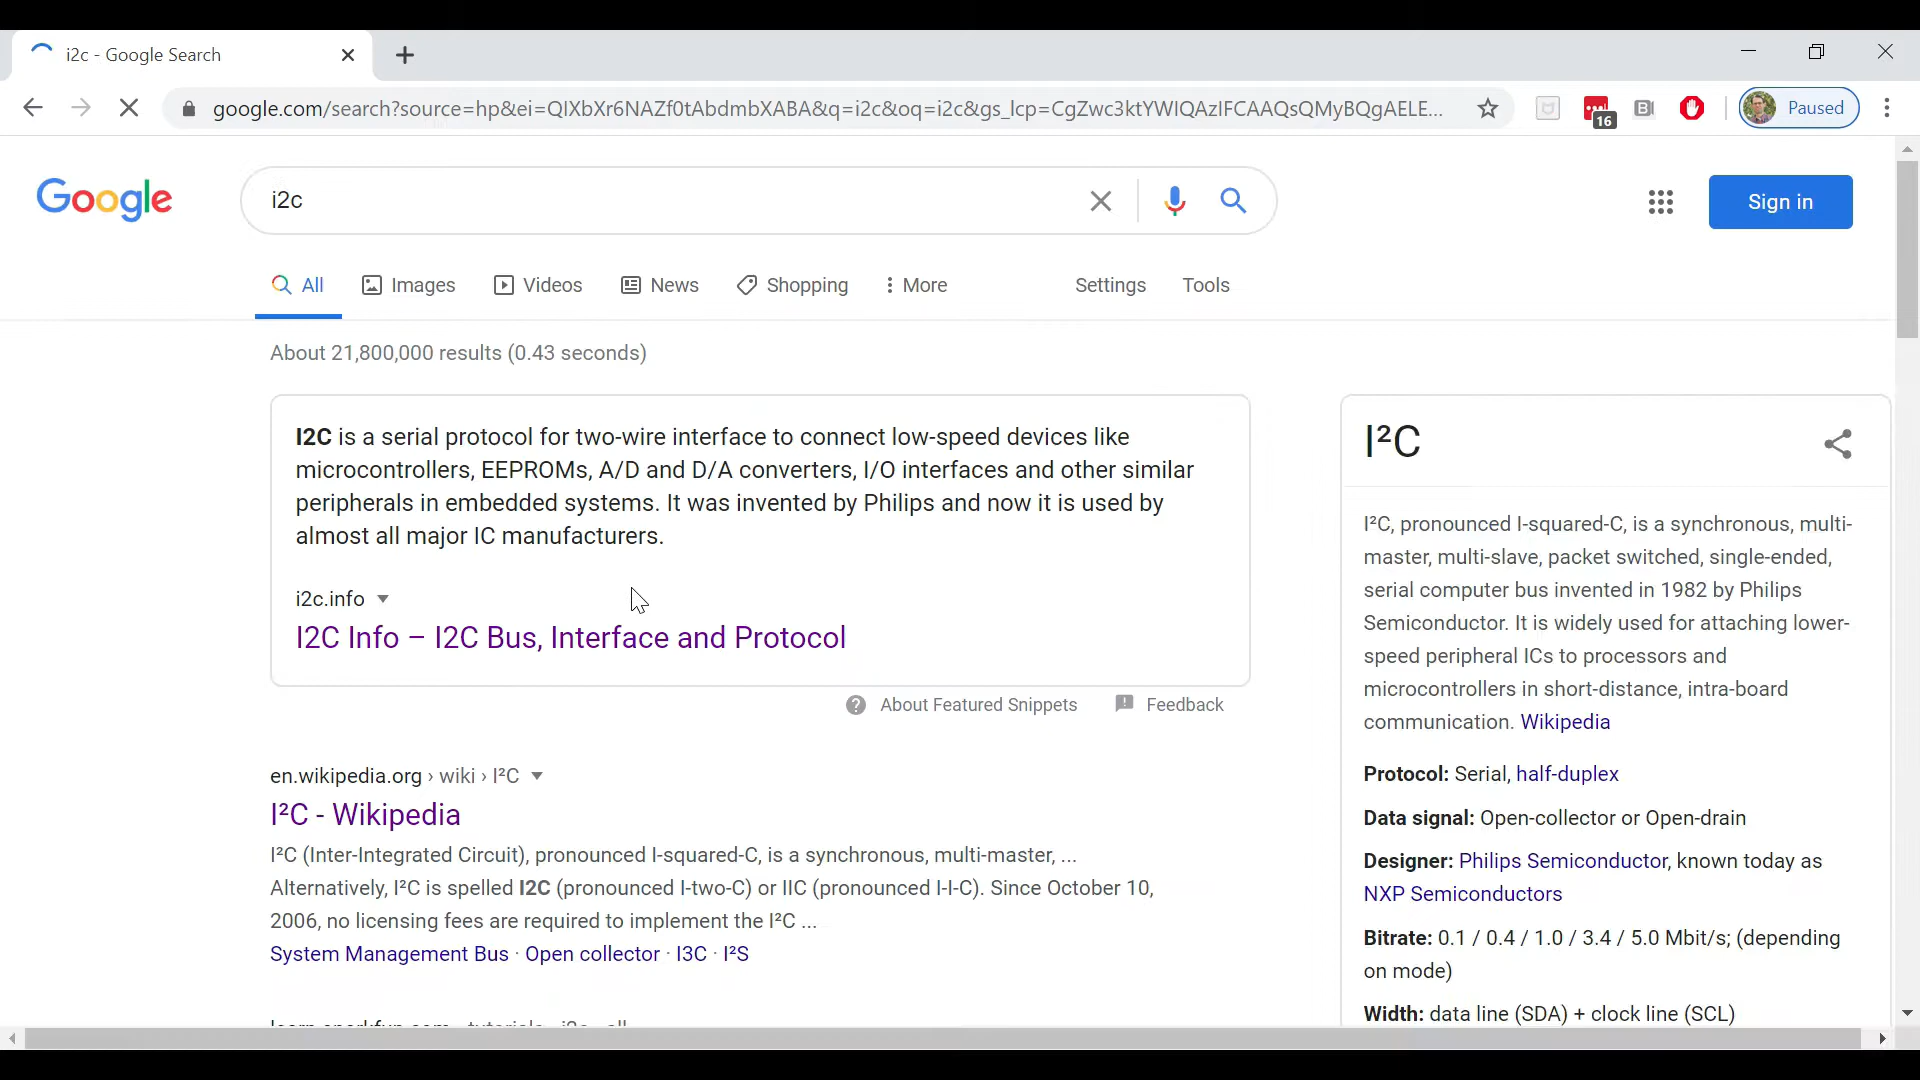 i2c - Google Search
google.com/search?source=hp&ei=QIXbXr6NAZf0tAbdmbXABA&q=i2c&oq=i2c&gs_lcp=CgZwc3ktYWIQAzIFCAAQsQMyBQgAELE...
16
Paused
Google
i2c
Sign in
All
Images
Videos
News
Shopping
More
Settings
Tools
About 21,800,000 results (0.43 seconds)
I2C is a serial protocol for two-wire interface to connect low-speed devices like
microcontrollers, EEPROMs, A/D and D/A converters, I/O interfaces and other similar
peripherals in embedded systems. It was invented by Philips and now it is used by
almost all major IC manufacturers.
i2c.info
I2C Info – I2C Bus, Interface and Protocol
About Featured Snippets
Feedback
en.wikipedia.org › wiki › I²C
I²C - Wikipedia
I²C (Inter-Integrated Circuit), pronounced I-squared-C, is a synchronous, multi-master, ...
Alternatively, I²C is spelled I2C (pronounced I-two-C) or IIC (pronounced I-I-C). Since October 10,
2006, no licensing fees are required to implement the I²C ...
System Management Bus · Open collector · I3C · I²S
I²C
I²C, pronounced I-squared-C, is a synchronous, multi-
master, multi-slave, packet switched, single-ended,
serial computer bus invented in 1982 by Philips
Semiconductor. It is widely used for attaching lower-
speed peripheral ICs to processors and
microcontrollers in short-distance, intra-board
communication. Wikipedia
Protocol: Serial, half-duplex
Data signal: Open-collector or Open-drain
Designer: Philips Semiconductor, known today as
NXP Semiconductors
Bitrate: 0.1 / 0.4 / 1.0 / 3.4 / 5.0 Mbit/s; (depending
on mode)
Width: data line (SDA) + clock line (SCL)